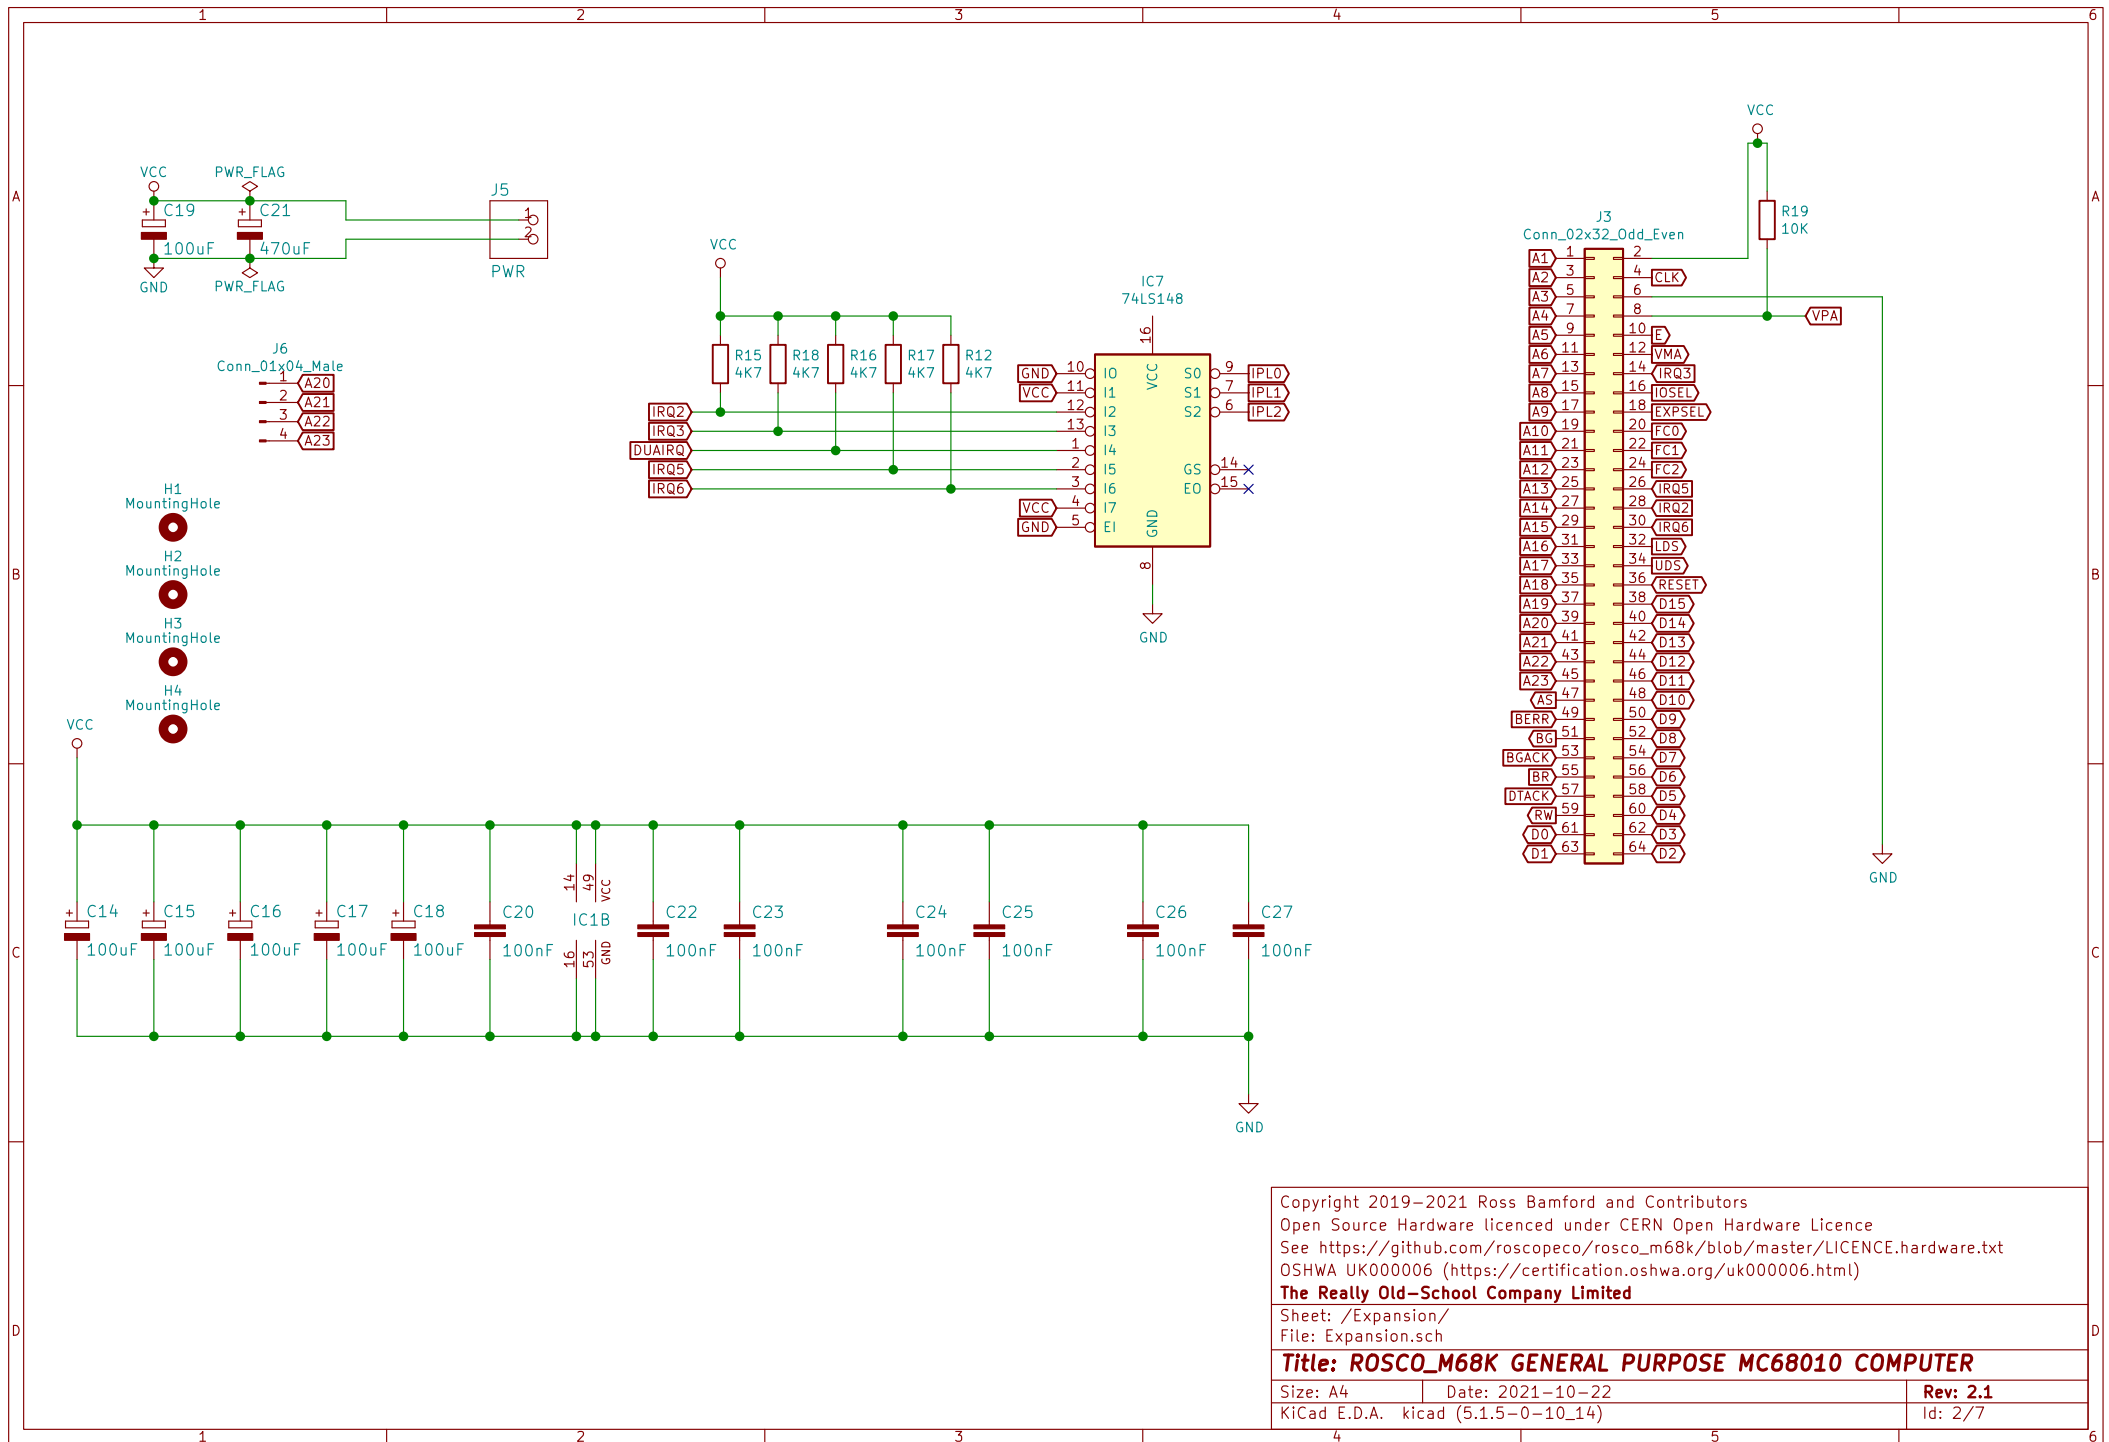 1 2 3 4 5 6
A
B
C
D
VCC
PWR_FLAG
+ C19
100uF
+ C21
470uF
GND
PWR_FLAG
J5
1
2
PWR
J6
Conn_01x04_Male
1 A20
2 A21
3 A22
4 A23
H1
MountingHole
H2
MountingHole
H3
MountingHole
H4
MountingHole
VCC
R15
4K7
R18
4K7
R16
4K7
R17
4K7
R12
4K7
IRQ2
IRQ3
DUAIRQ
IRQ5
IRQ6
IC7
74LS148
16
VCC
GND 10 I0
VCC 11 I1
12 I2
13 I3
1 I4
2 I5
3 I6
VCC 4 I7
GND 5 EI
S0 9 IPL0
S1 7 IPL1
S2 6 IPL2
GS 14
EO 15
GND
8
GND
VCC
R19
10K
VPA
GND
J3
Conn_02x32_Odd_Even
A1 1 2
A2 3 4 CLK
A3 5 6
A4 7 8
A5 9 10 E
A6 11 12 VMA
A7 13 14 IRQ3
A8 15 16 IOSEL
A9 17 18 EXPSEL
A10 19 20 FC0
A11 21 22 FC1
A12 23 24 FC2
A13 25 26 IRQ5
A14 27 28 IRQ2
A15 29 30 IRQ6
A16 31 32 LDS
A17 33 34 UDS
A18 35 36 RESET
A19 37 38 D15
A20 39 40 D14
A21 41 42 D13
A22 43 44 D12
A23 45 46 D11
AS 47 48 D10
BERR 49 50 D9
BG 51 52 D8
BGACK 53 54 D7
BR 55 56 D6
DTACK 57 58 D5
RW 59 60 D4
D0 61 62 D3
D1 63 64 D2
VCC
+ C14
100uF
+ C15
100uF
+ C16
100uF
+ C17
100uF
+ C18
100uF
C20
100nF
14
49
VCC
IC1B
16
53
GND
C22
100nF
C23
100nF
C24
100nF
C25
100nF
C26
100nF
C27
100nF
GND
Copyright 2019-2021 Ross Bamford and Contributors
Open Source Hardware licenced under CERN Open Hardware Licence
See https://github.com/roscopeco/rosco_m68k/blob/master/LICENCE.hardware.txt
OSHWA UK000006 (https://certification.oshwa.org/uk000006.html)
The Really Old-School Company Limited
Sheet: /Expansion/
File: Expansion.sch
Title: ROSCO_M68K GENERAL PURPOSE MC68010 COMPUTER
Size: A4 Date: 2021-10-22 Rev: 2.1
KiCad E.D.A. kicad (5.1.5-0-10_14) Id: 2/7
A
B
C
D
1 2 3 4 5 6